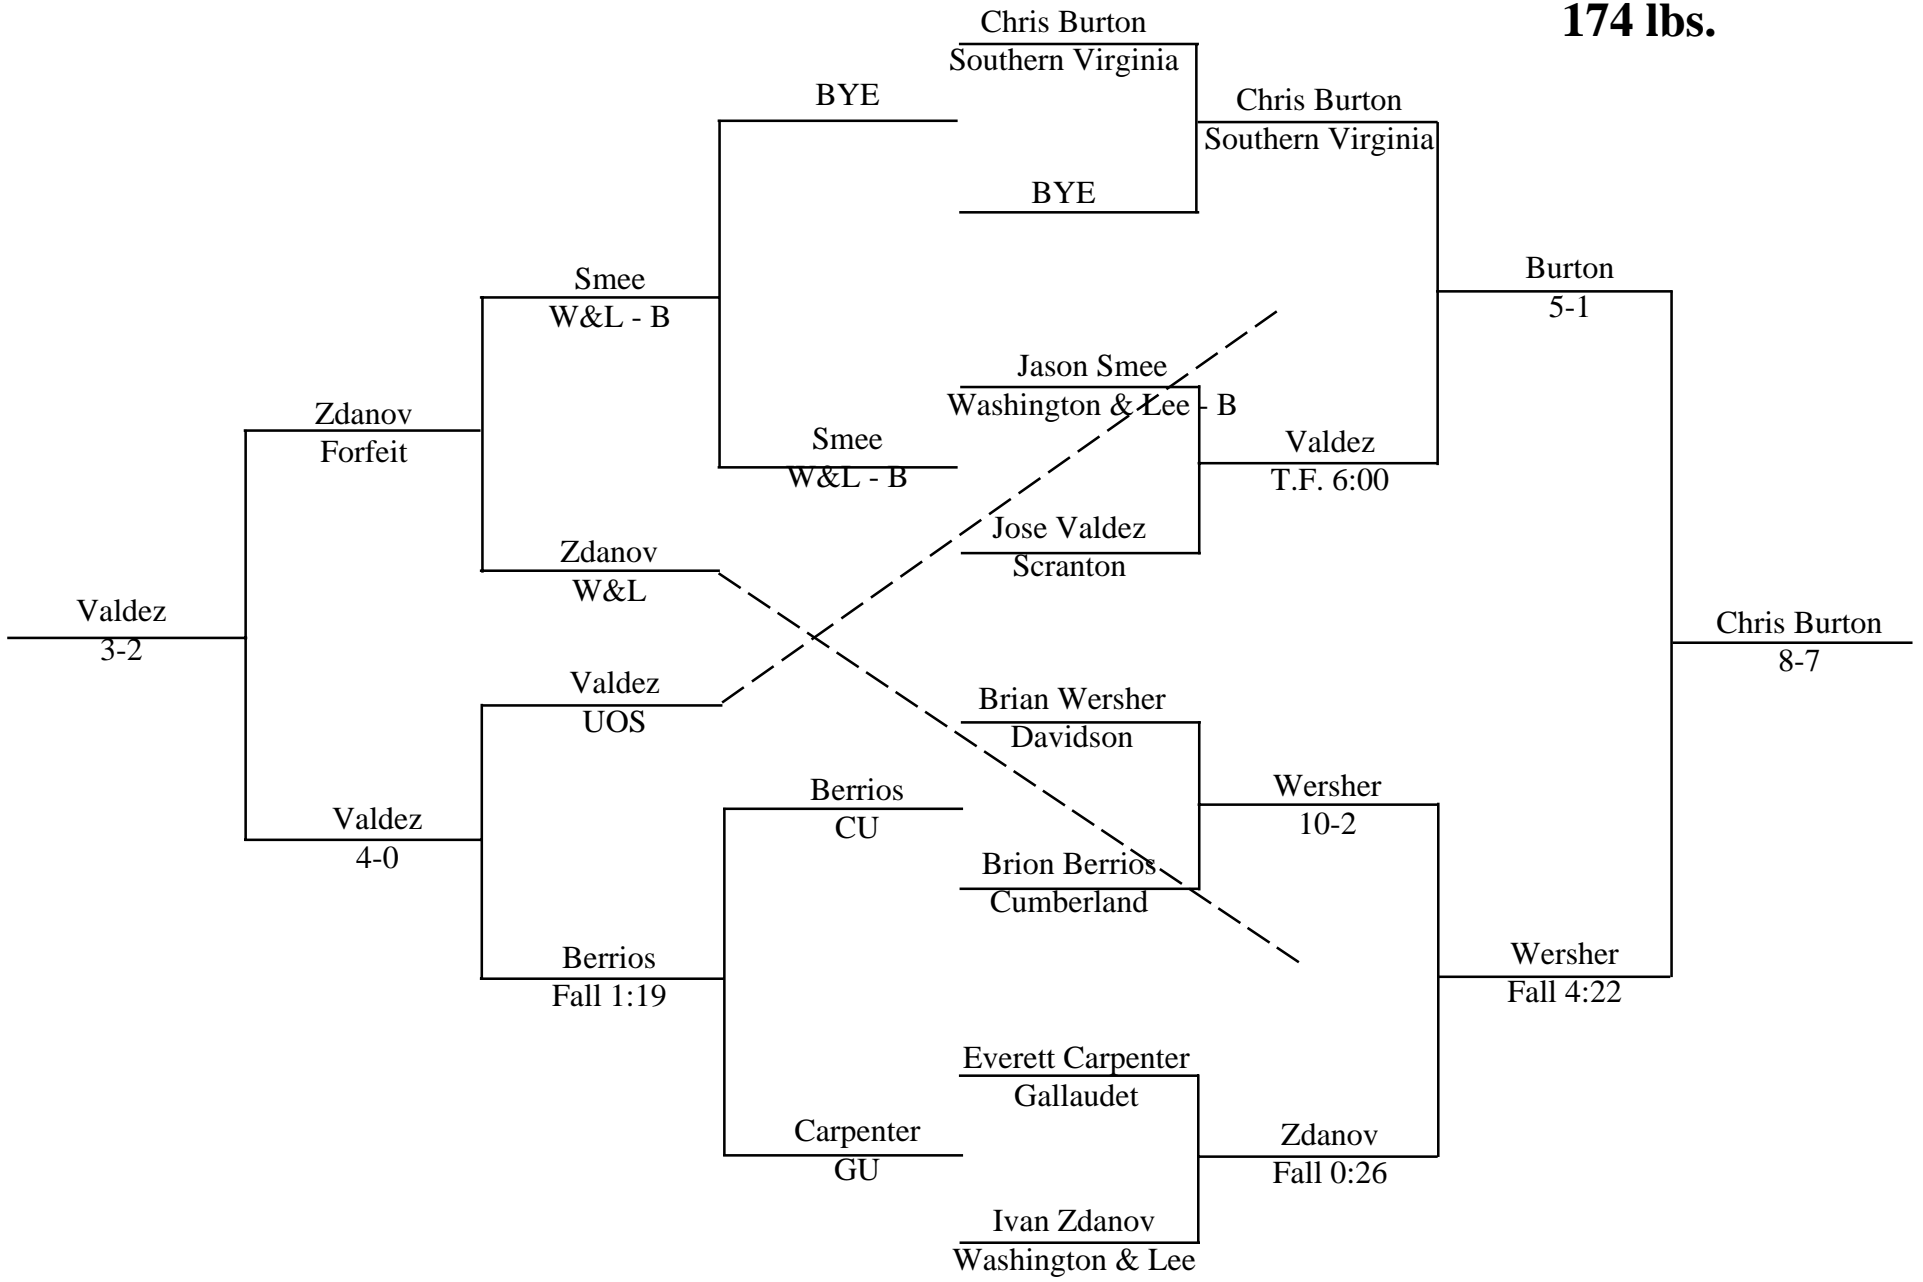 174 lbs.
Chris Burton
Southern Virginia
BYE
Chris Burton
Southern Virginia
BYE
Smee
W&L - B
Burton
5-1
Jason Smee
Washington & Lee - B
Zdanov
Forfeit
Smee
W&L - B
Valdez
T.F. 6:00
Jose Valdez
Scranton
Zdanov
W&L
Valdez
3-2
Chris Burton
8-7
Valdez
UOS
Brian Wersher
Davidson
Berrios
CU
Wersher
10-2
Valdez
4-0
Brion Berrios
Cumberland
Berrios
Fall 1:19
Wersher
Fall 4:22
Everett Carpenter
Gallaudet
Carpenter
GU
Zdanov
Fall 0:26
Ivan Zdanov
Washington & Lee